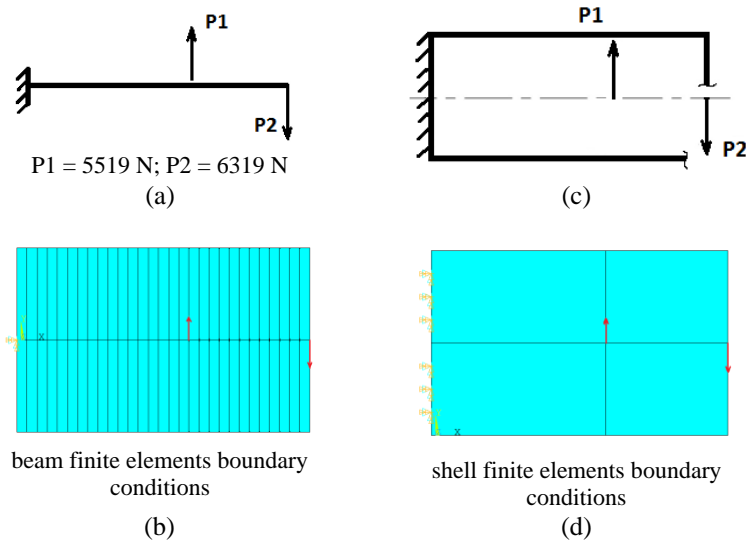 P1
P2
P1 = 5519 N; P2 = 6319 N
(a)
P1
P2
(c)
X
beam finite elements boundary
conditions
(b)
X
shell finite elements boundary
conditions
(d)